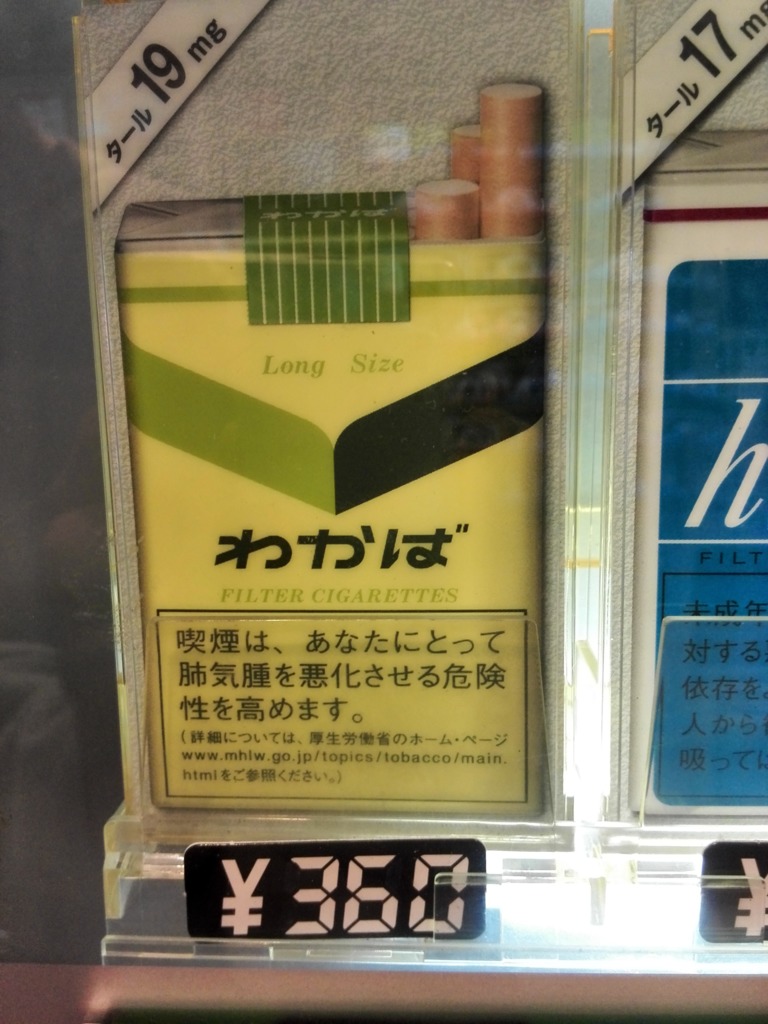 タール 19 mg
わかば
Long Size
わかば
FILTER CIGARETTES
喫煙は、あなたにとって
肺気腫を悪化させる危険
性を高めます。
(詳細については、厚生労働省のホーム・ページ
www.mhlw.go.jp/topics/tobacco/main.
htmlをご参照ください。)
¥360
タール 17 mg
h
FILT
未成年
対する
依存を
人から
吸っては
¥